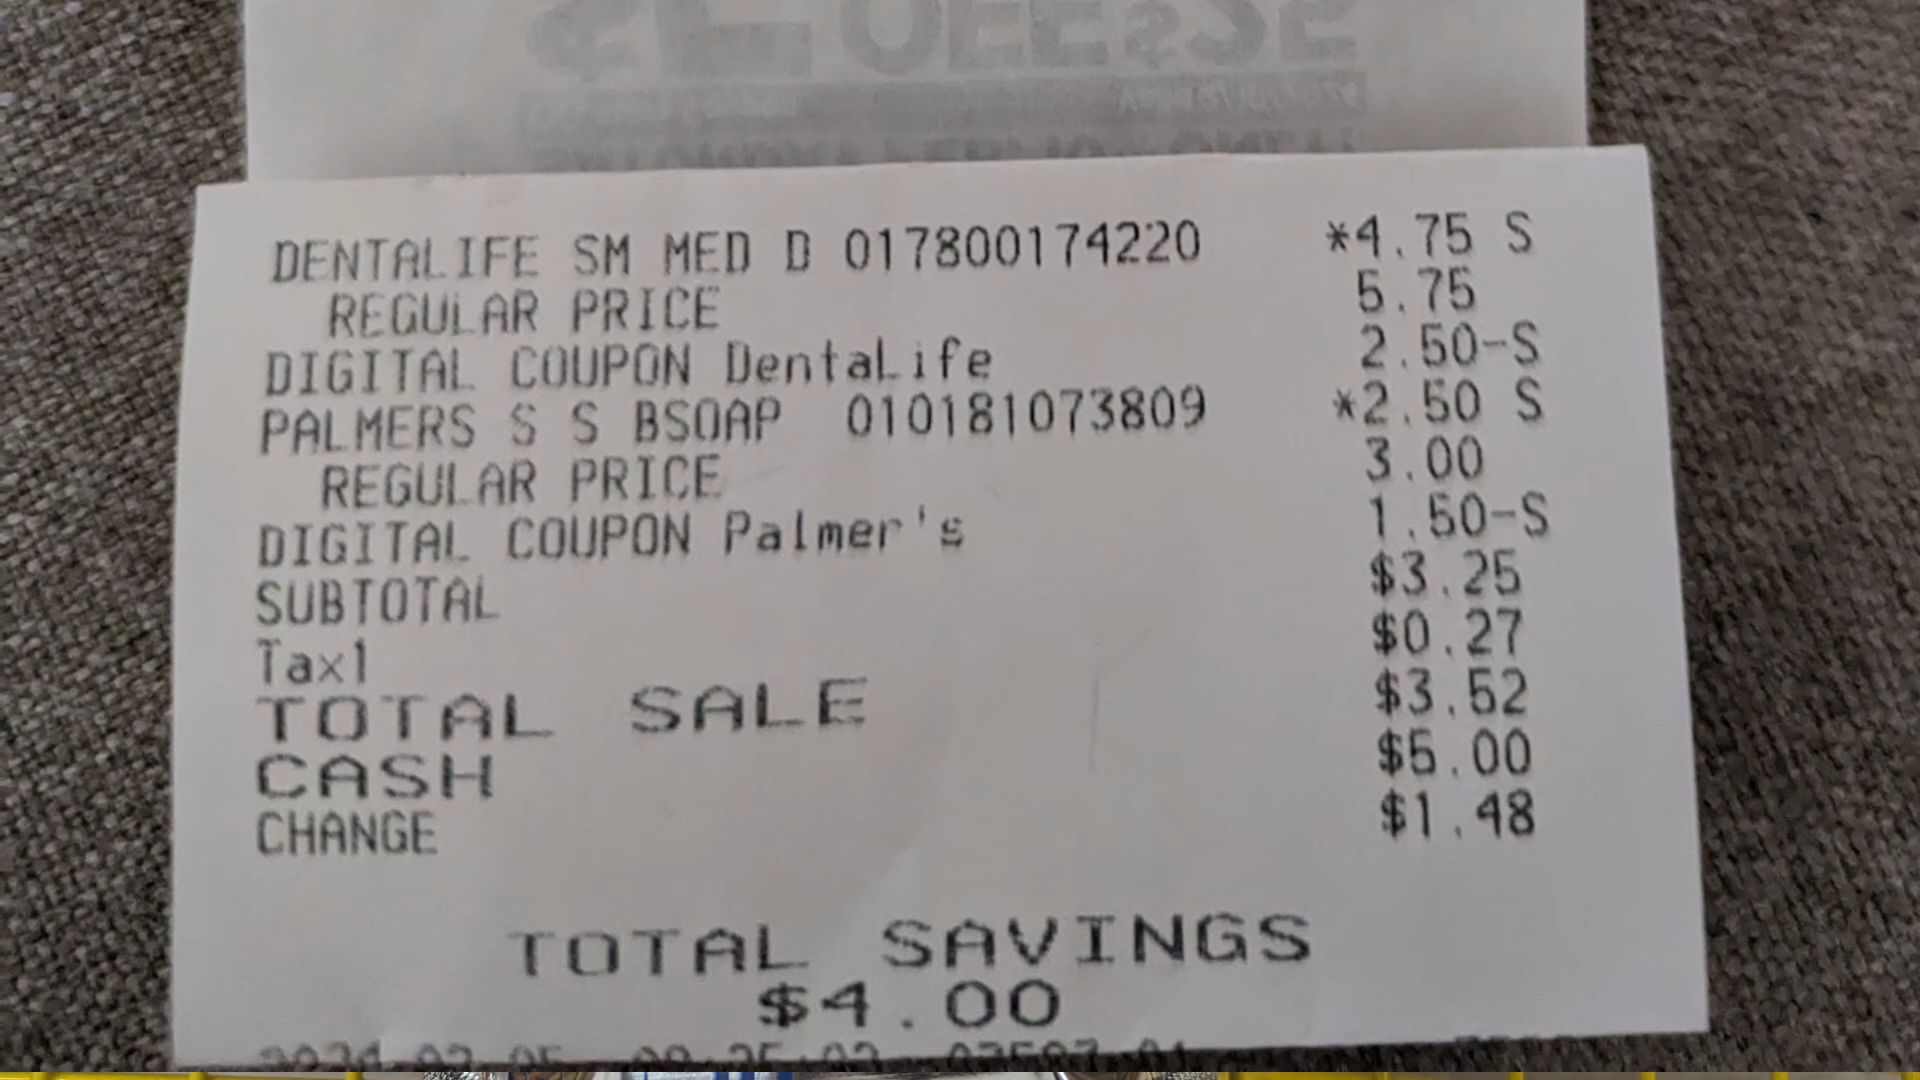 DENTALIFE SM MED D 017800174220 *4.75 S
REGULAR PRICE 5.75
DIGITAL COUPON DentaLife 2.50-S
PALMERS S S BSOAP 010181073809 *2.50 S
REGULAR PRICE 3.00
DIGITAL COUPON Palmer's 1.50-S
SUBTOTAL $3.25
Tax1 $0.27
TOTAL SALE $3.52
CASH $5.00
CHANGE $1.48
TOTAL SAVINGS
$4.00